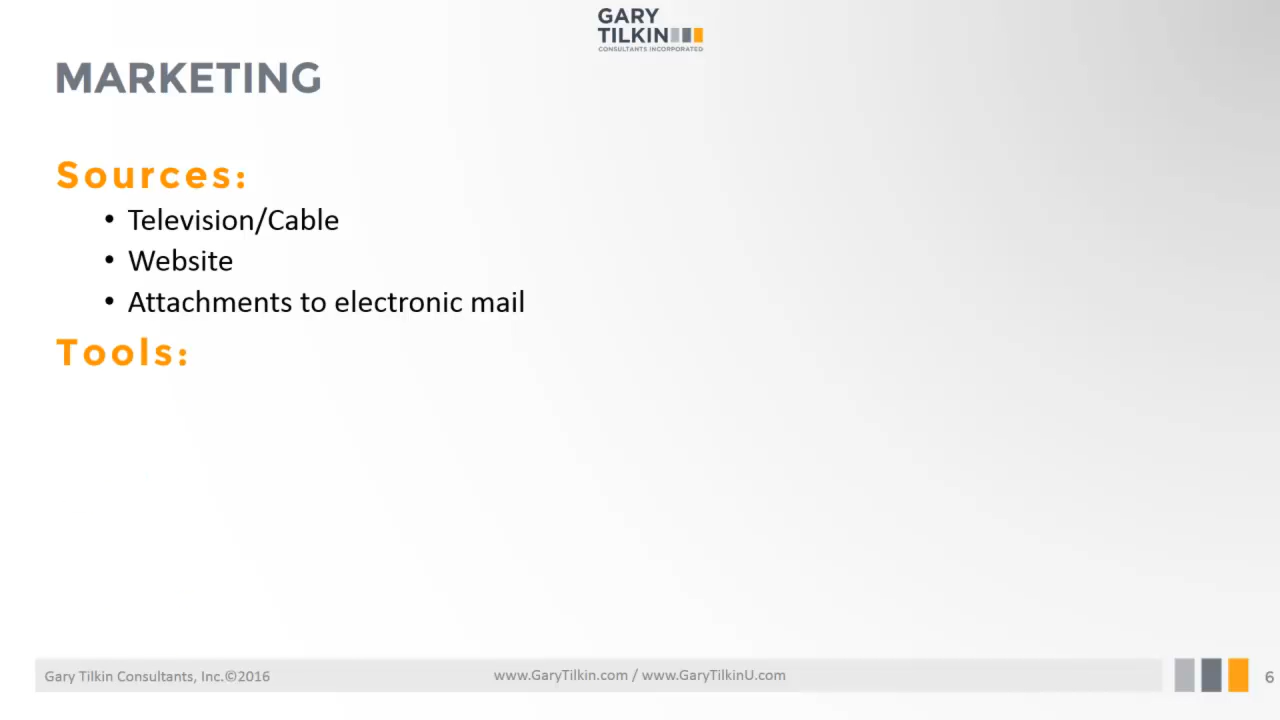 GARY
TILKIN
CONSULTANTS INCORPORATED
MARKETING
Sources:
• Television/Cable
• Website
• Attachments to electronic mail
Tools:
Gary Tilkin Consultants, Inc.©2016
www.GaryTilkin.com / www.GaryTilkinU.com
6